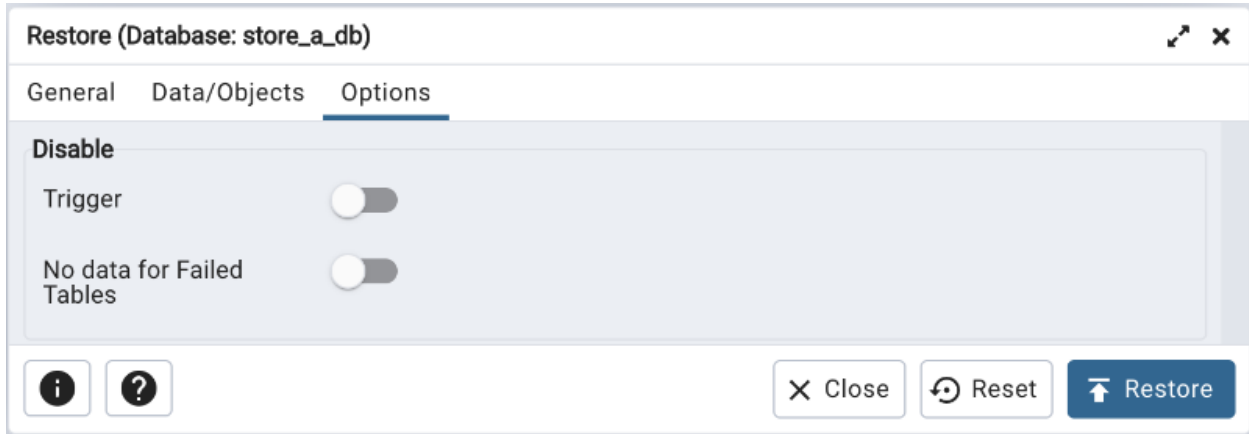 Restore (Database: store_a_db)
General Data/Objects Options
Disable
Trigger
No data for Failed
Tables
Close Reset Restore